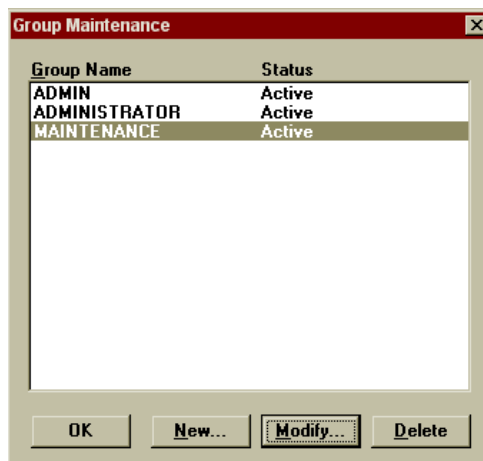 Group Maintenance
Group Name Status
ADMIN Active
ADMINISTRATOR Active
MAINTENANCE Active
OK New... Modify... Delete